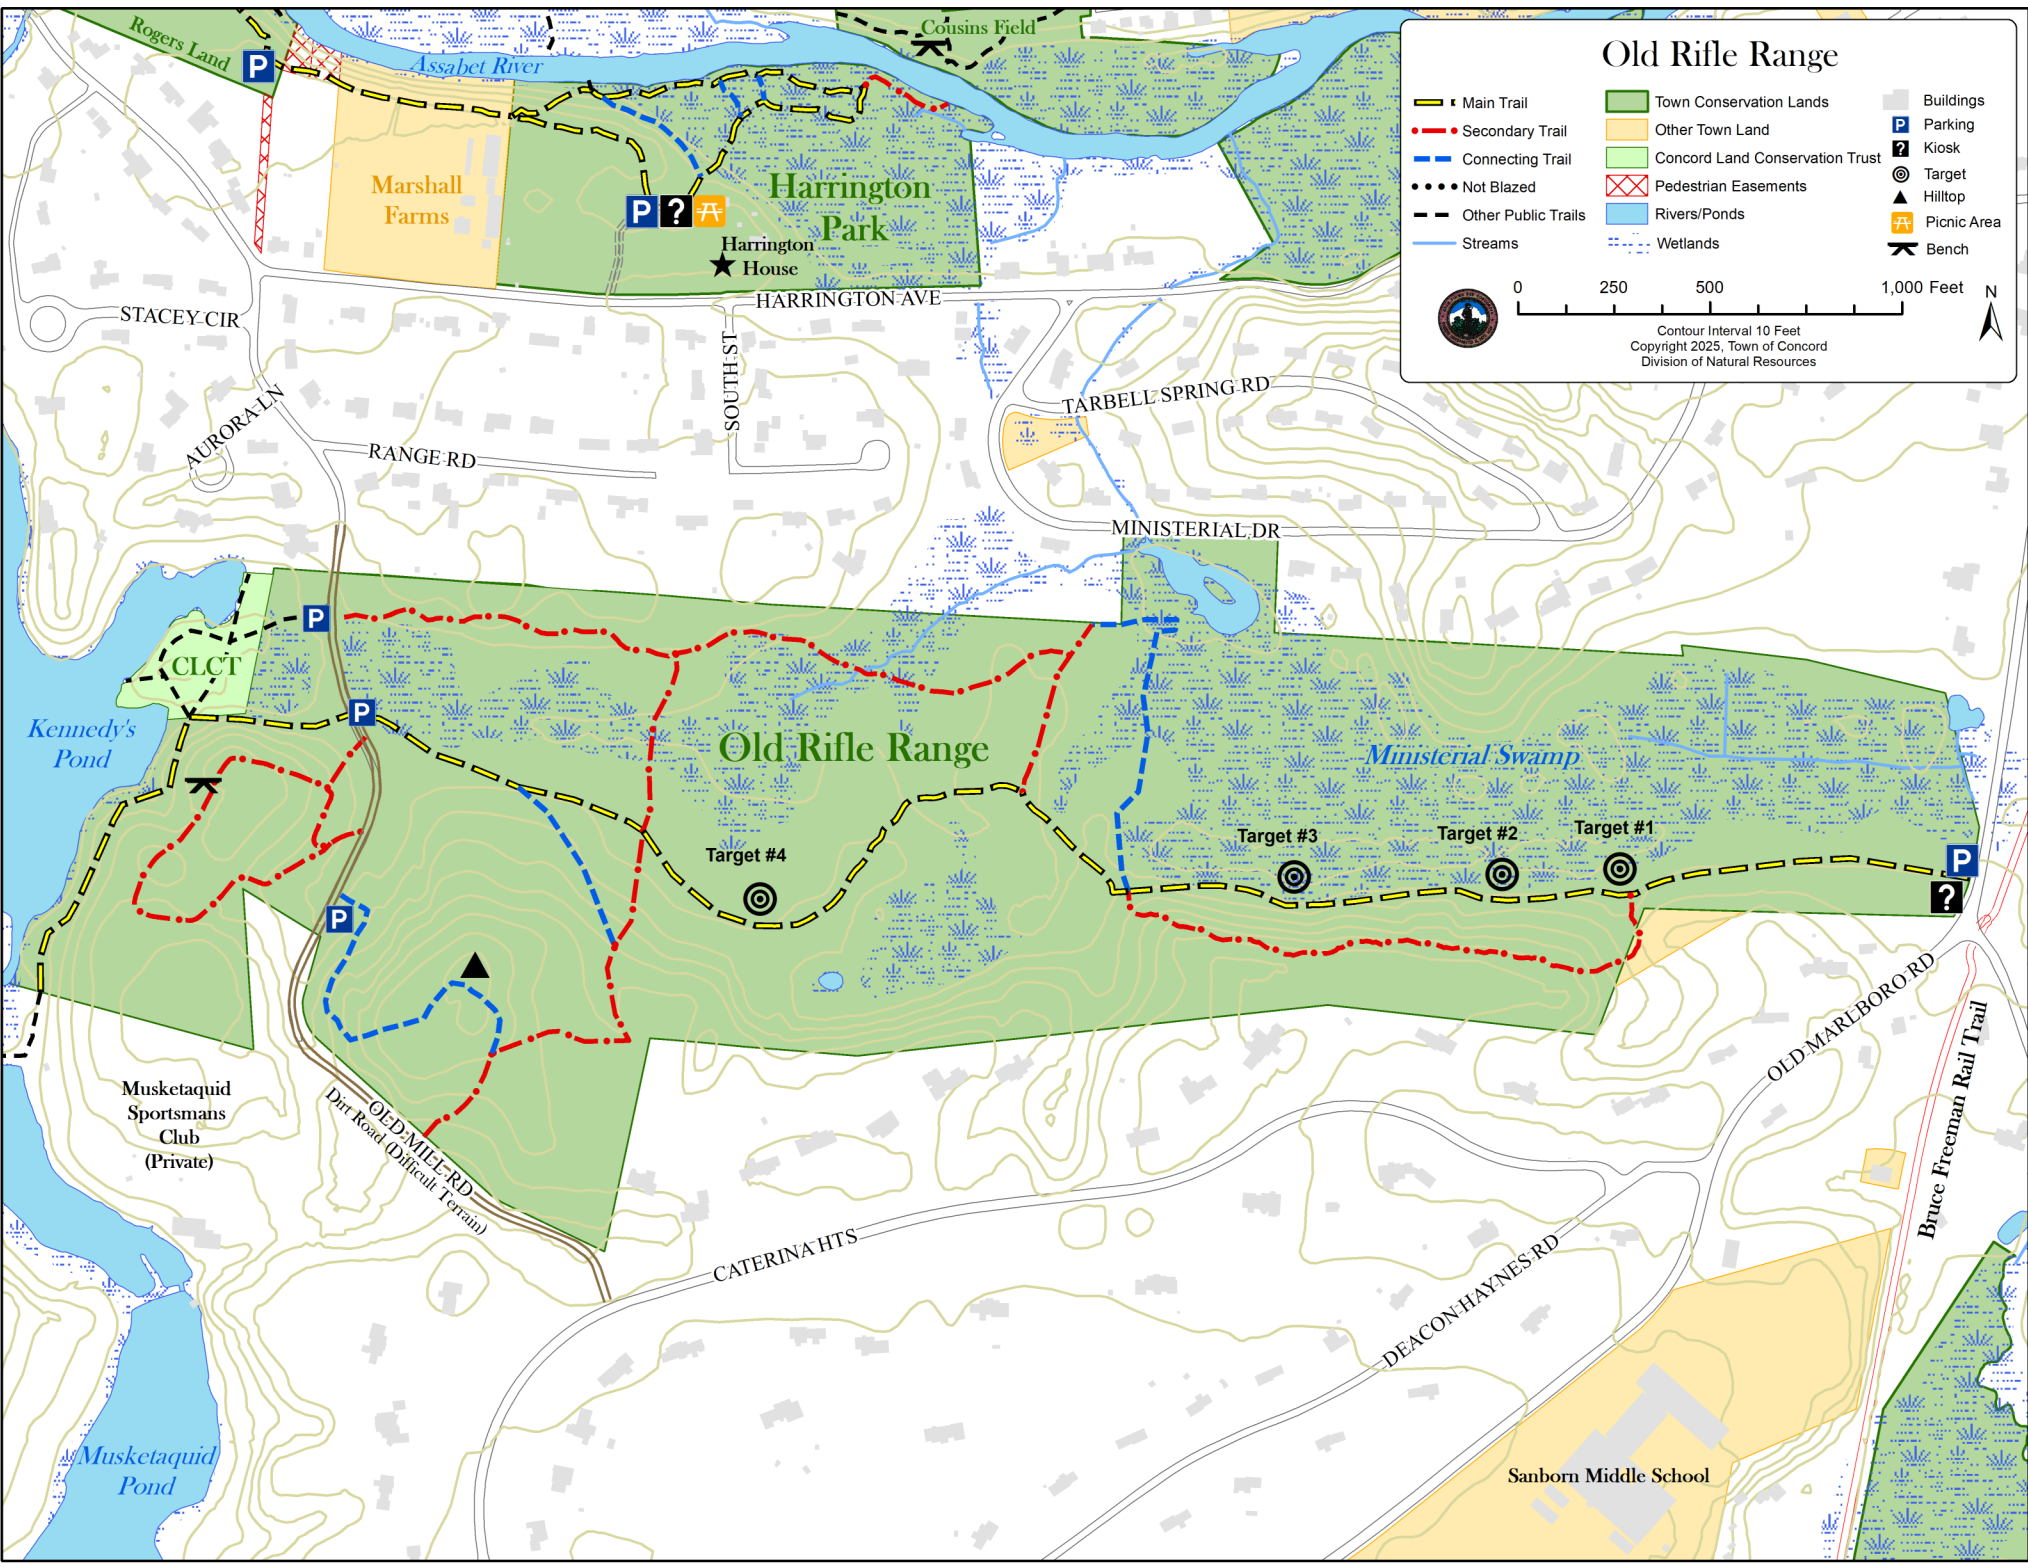 Old Rifle Range
Main Trail
Secondary Trail
Connecting Trail
Not Blazed
Other Public Trails
Streams
Town Conservation Lands
Other Town Land
Concord Land Conservation Trust
Pedestrian Easements
Rivers/Ponds
Wetlands
Buildings
P Parking
? Kiosk
Target
Hilltop
Picnic Area
Bench
0 250 500 1,000 Feet
N
Contour Interval 10 Feet
Copyright 2025, Town of Concord
Division of Natural Resources
Rogers Land
P
Assabet River
Cousins Field
Marshall
Farms
Harrington
Park
P ?
Harrington
House
HARRINGTON AVE
STACEY CIR
SOUTH ST
AURORA LN
RANGE RD
TARBELL SPRING RD
MINISTERIAL DR
P
CLCT
P
Kennedy's
Pond
Old Rifle Range
Ministerial Swamp
Target #4
Target #3
Target #2
Target #1
P
?
P
OLD MARLBORO RD
Bruce Freeman Rail Trail
Musketaquid
Sportsmans
Club
(Private)
OLD MILL RD
Dirt Road (Difficult Terrain)
CATERINA HTS
DEACON HAYNES RD
Musketaquid
Pond
Sanborn Middle School